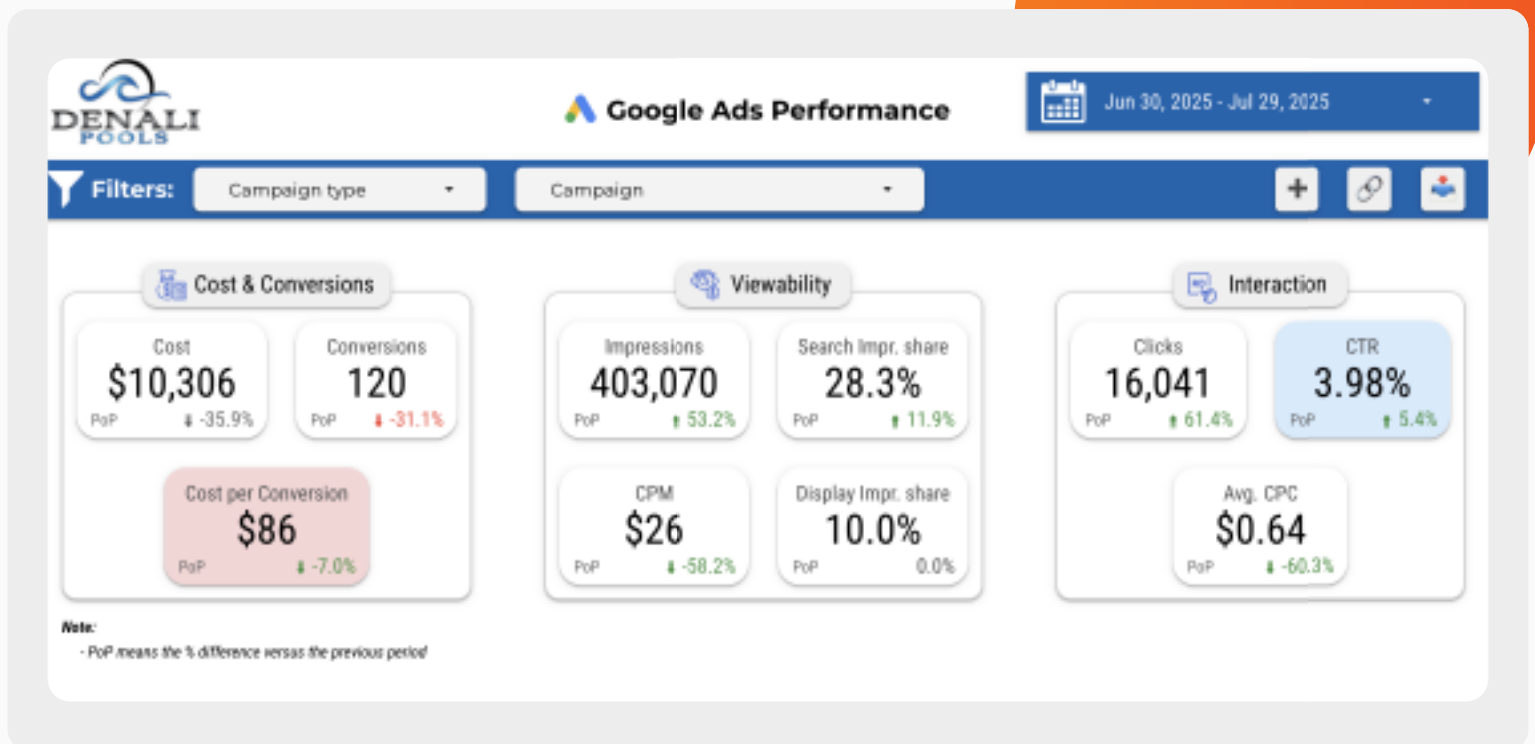 DENALI
POOLS
Google Ads Performance
Jun 30, 2025 - Jul 29, 2025
Filters:
Campaign type
Campaign
Cost & Conversions
Cost
$10,306
PoP -35.9%
Conversions
120
PoP -31.1%
Cost per Conversion
$86
PoP -7.0%
Viewability
Impressions
403,070
PoP 53.2%
Search Impr. share
28.3%
PoP 11.9%
CPM
$26
PoP -58.2%
Display Impr. share
10.0%
PoP 0.0%
Interaction
Clicks
16,041
PoP 61.4%
CTR
3.98%
PoP 5.4%
Avg. CPC
$0.64
PoP -60.3%
Note:
- PoP means the % difference versus the previous period